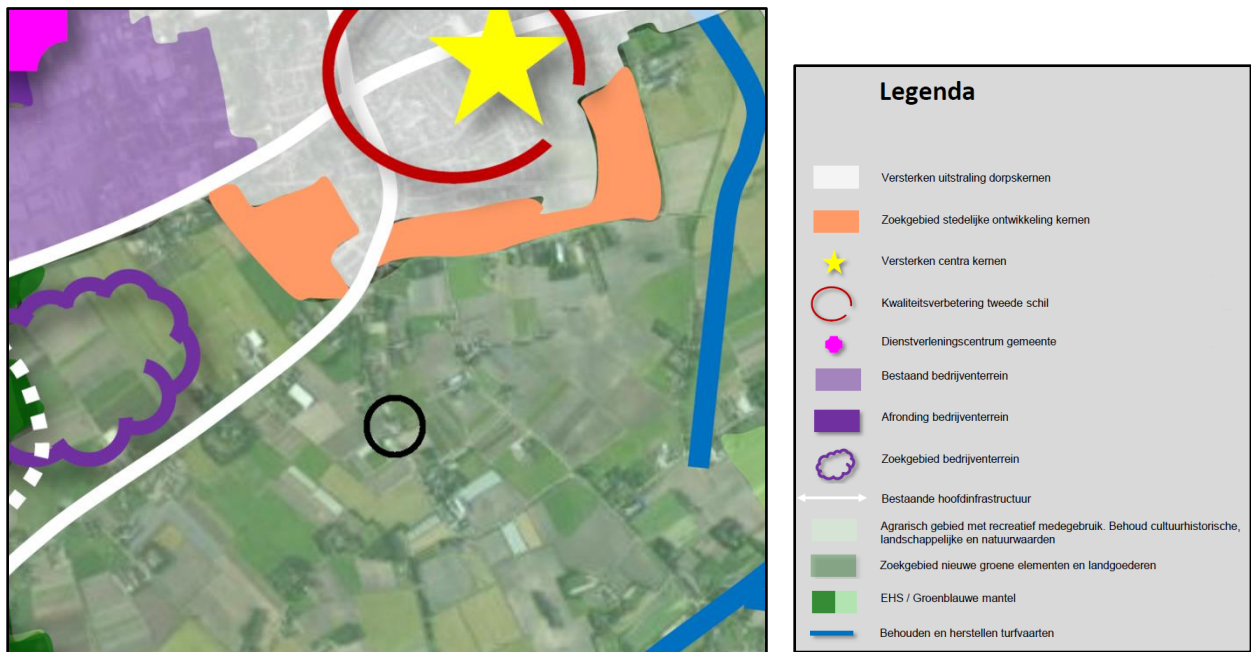 Legenda
Versterken uitstraling dorpskernen
Zoekgebied stedelijke ontwikkeling kernen
Versterken centra kernen
Kwaliteitsverbetering tweede schil
Dienstverleningscentrum gemeente
Bestaand bedrijventerrein
Afronding bedrijventerrein
Zoekgebied bedrijventerrein
Bestaande hoofdinfrastructuur
Agrarisch gebied met recreatief medegebruik. Behoud cultuurhistorische,
landschappelijke en natuurwaarden
Zoekgebied nieuwe groene elementen en landgoederen
EHS / Groenblauwe mantel
Behouden en herstellen turfvaarten